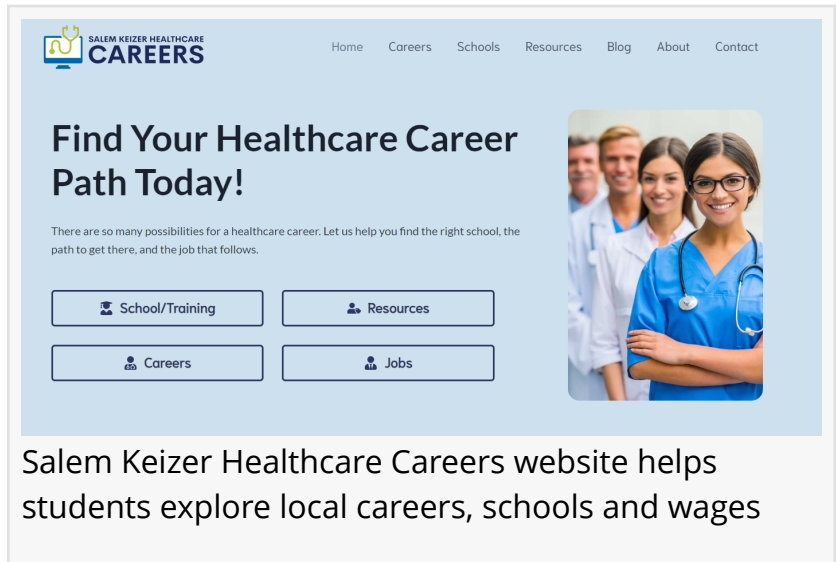 SALEM KEIZER HEALTHCARE
CAREERS
Home Careers Schools Resources Blog About Contact
Find Your Healthcare Career
Path Today!
There are so many possibilities for a healthcare career. Let us help you find the right school, the
path to get there, and the job that follows.
School/Training Resources
Careers Jobs
Salem Keizer Healthcare Careers website helps
students explore local careers, schools and wages